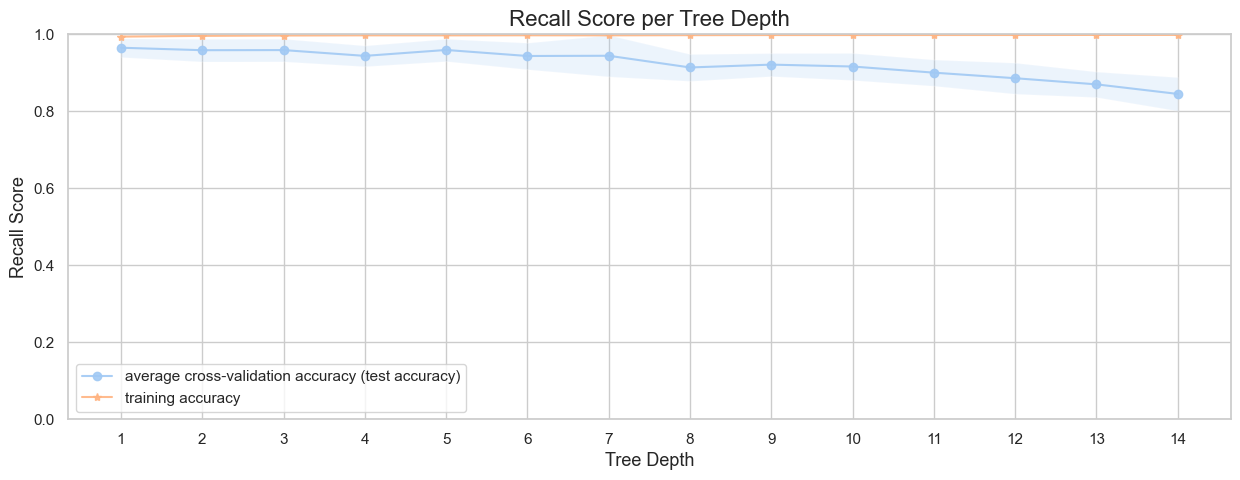 Recall Score per Tree Depth
Recall Score
1.0
0.8
0.6
0.4
0.2
0.0
average cross-validation accuracy (test accuracy)
training accuracy
1 2 3 4 5 6 7 8 9 10 11 12 13 14
Tree Depth